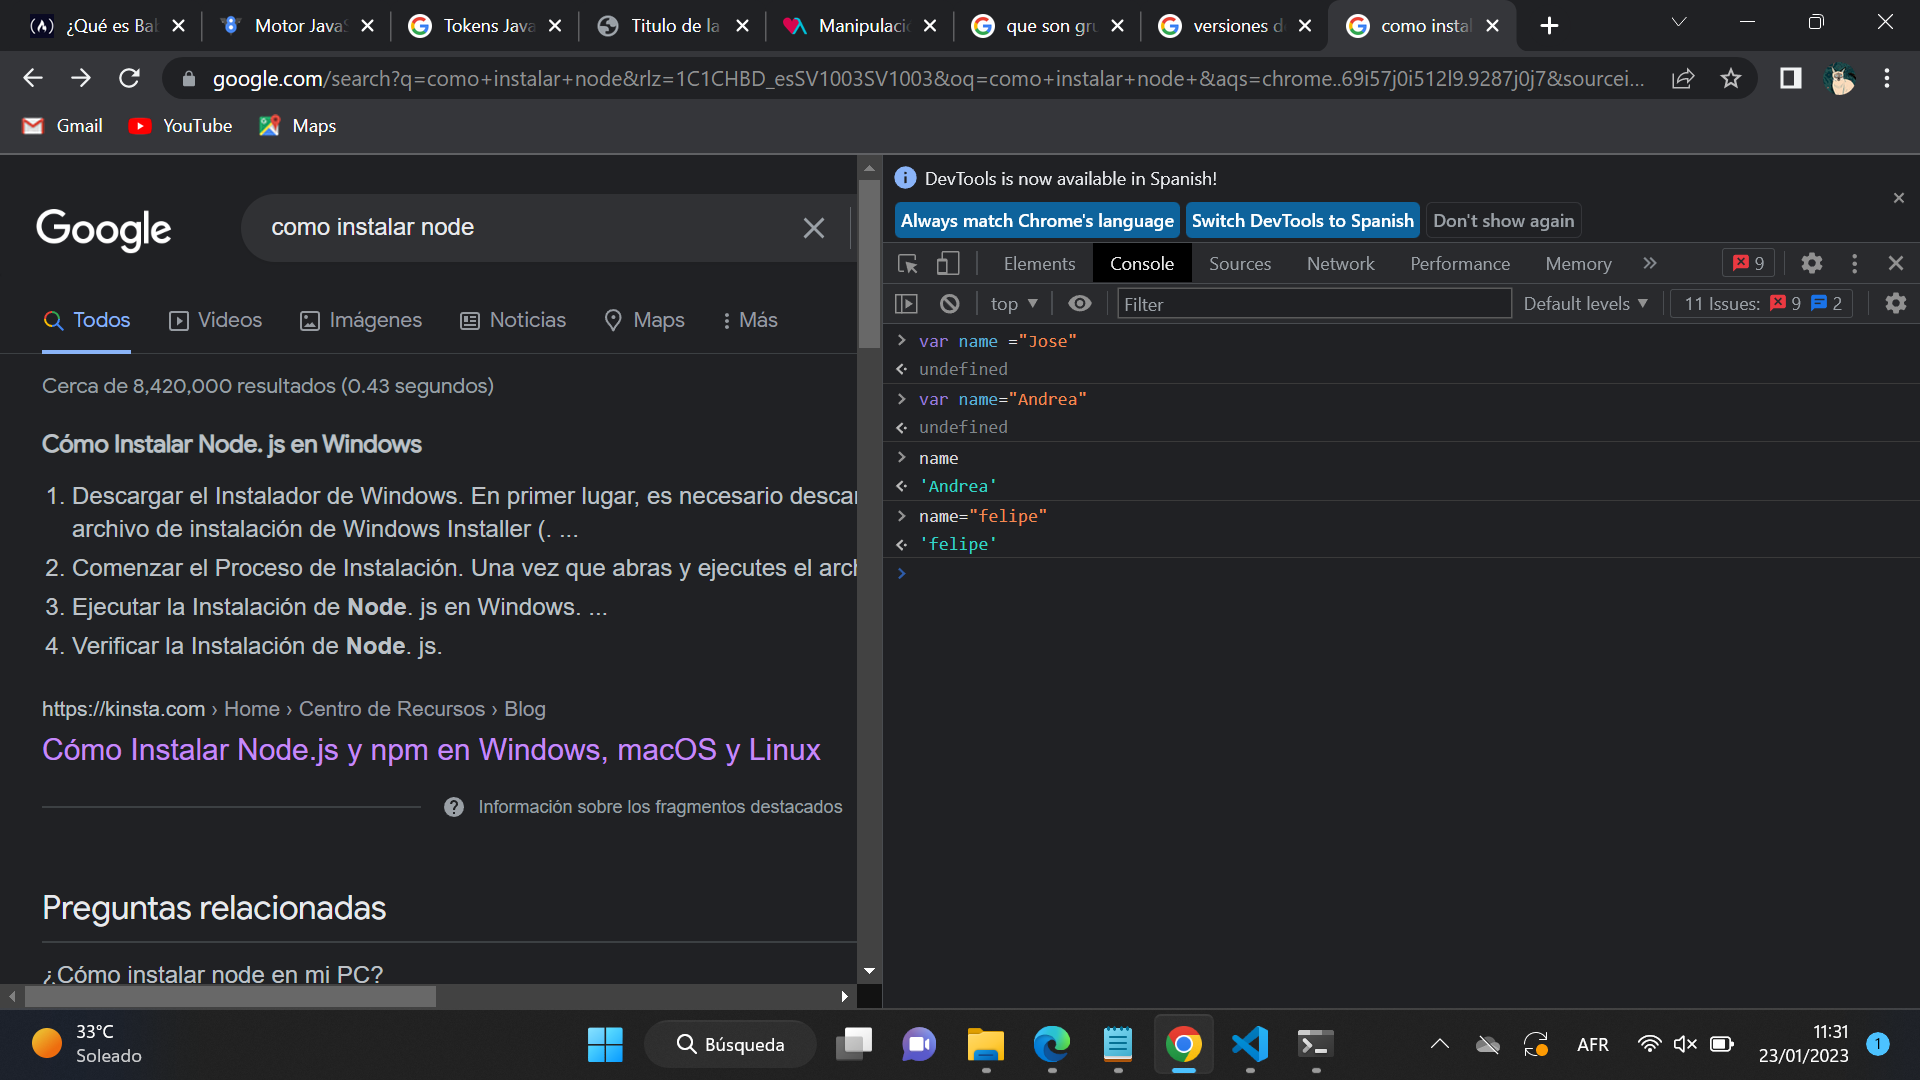 ¿Qué es Bal
Motor JavaS
Tokens Java
Titulo de la
Manipulació
que son gru
versiones de
como instal
google.com/search?q=como+instalar+node&rlz=1C1CHBD_esSV1003SV1003&oq=como+instalar+node+&aqs=chrome..69i57j0i512l9.9287j0j7&sourcei...
Gmail
YouTube
Maps
Google
como instalar node
Todos
Videos
Imágenes
Noticias
Maps
Más
Cerca de 8,420,000 resultados (0.43 segundos)
Cómo Instalar Node. js en Windows
1. Descargar el Instalador de Windows. En primer lugar, es necesario descar
archivo de instalación de Windows Installer (. ...
2. Comenzar el Proceso de Instalación. Una vez que abras y ejecutes el arch
3. Ejecutar la Instalación de Node. js en Windows. ...
4. Verificar la Instalación de Node. js.
https://kinsta.com › Home › Centro de Recursos › Blog
Cómo Instalar Node.js y npm en Windows, macOS y Linux
Información sobre los fragmentos destacados
Preguntas relacionadas
¿Cómo instalar node en mi PC?
DevTools is now available in Spanish!
Always match Chrome's language
Switch DevTools to Spanish
Don't show again
Elements
Console
Sources
Network
Performance
Memory
9
top
Filter
Default levels
11 Issues: 9 2
> var name ="Jose"
undefined
> var name="Andrea"
undefined
> name
'Andrea'
> name="felipe"
'felipe'
>
33°C
Soleado
Búsqueda
AFR
11:31
23/01/2023
1